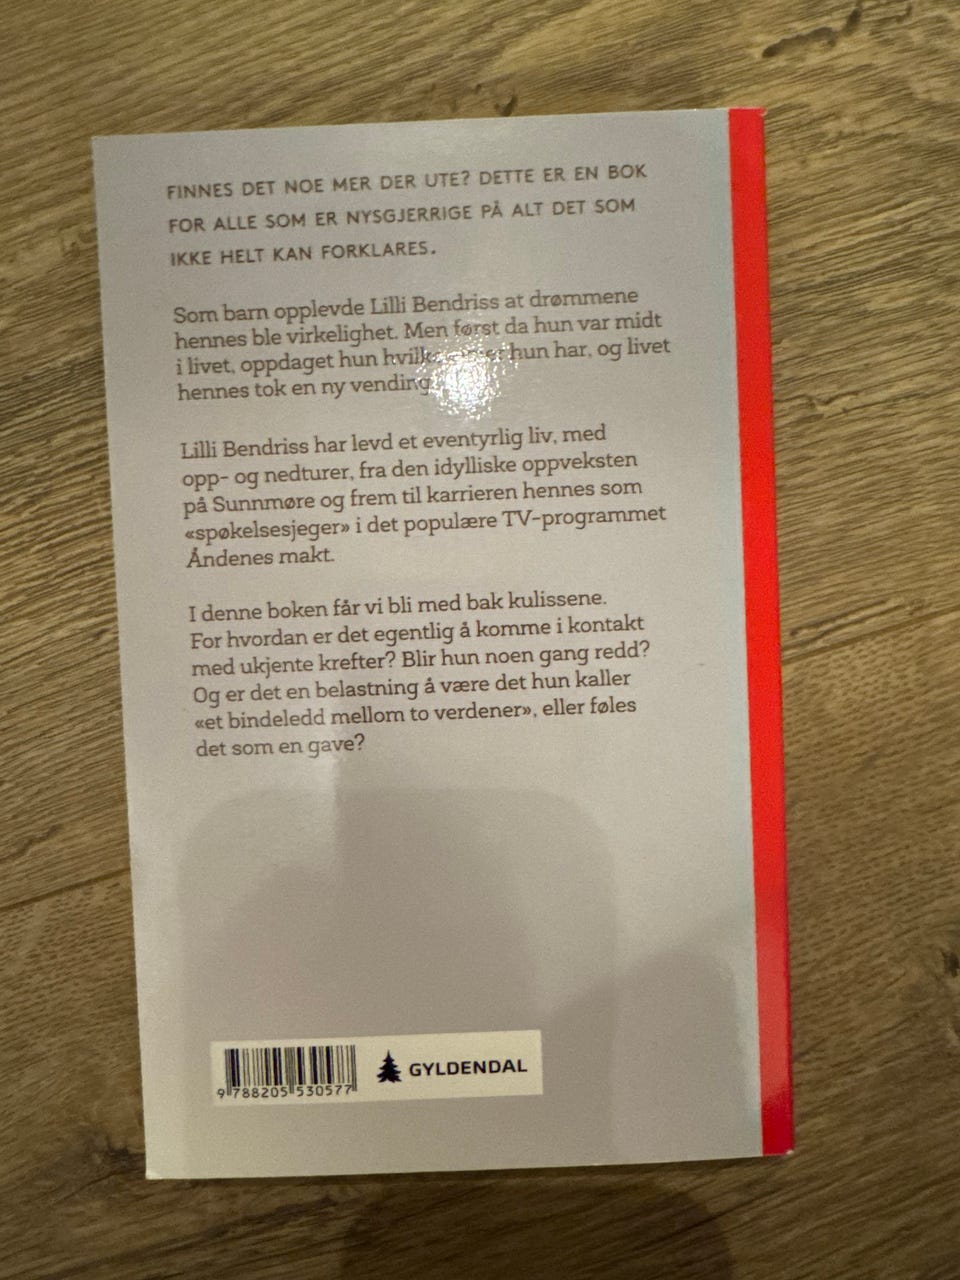 FINNES DET NOE MER DER UTE? DETTE ER EN BOK
FOR ALLE SOM ER NYSGJERRIGE PÅ ALT DET SOM
IKKE HELT KAN FORKLARES.
Som barn opplevde Lilli Bendriss at drømmene
hennes ble virkelighet. Men først da hun var midt
i livet, oppdaget hun hun har, og livet
hennes tok en ny vending.
Lilli Bendriss har levd et eventyrlig liv, med
opp- og nedturer, fra den idylliske oppveksten
på Sunnmøre og frem til karrieren hennes som
«spøkelsesjeger» i det populære TV-programmet
Åndenes makt.
I denne boken får vi bli med bak kulissene.
For hvordan er det egentlig å komme i kontakt
med ukjente krefter? Blir hun noen gang redd?
Og er det en belastning å være det hun kaller
«et bindeledd mellom to verdener», eller føles
det som en gave?
GYLDENDAL
9 788205 530577